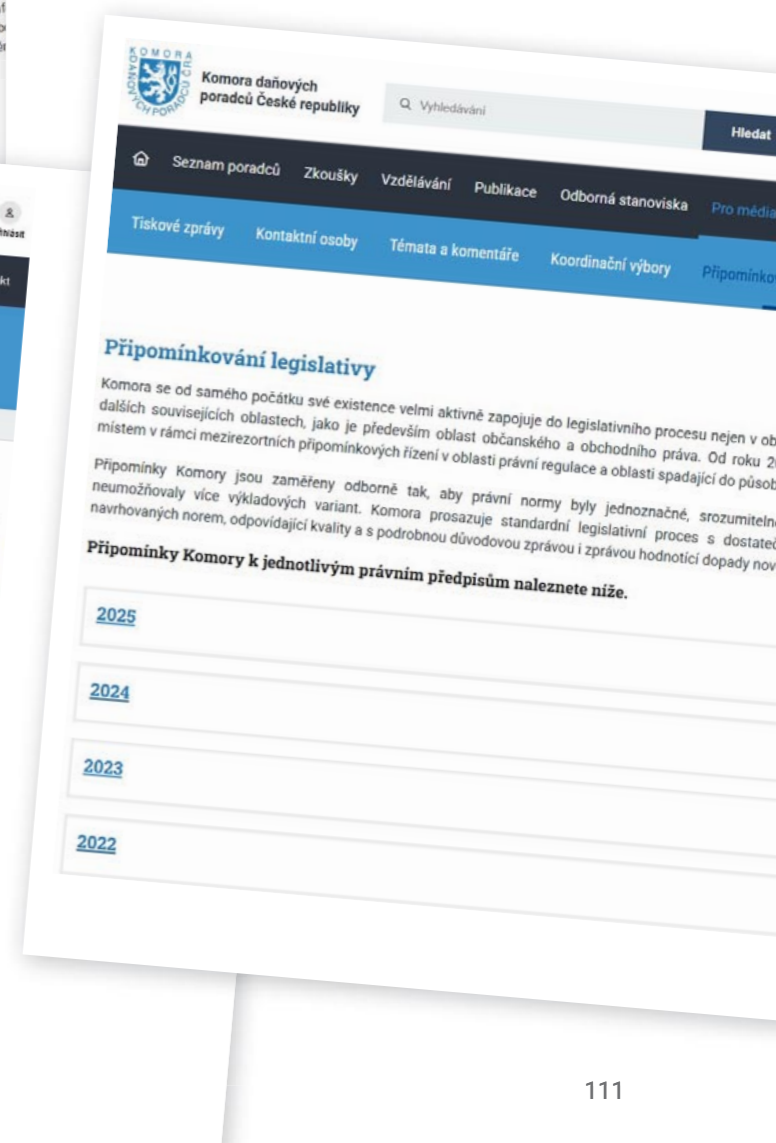 KOMORA
DAŇOVÝCH PORADCŮ ČR
Komora daňových
poradců České republiky
Vyhledávání
Hledat
Seznam poradců Zkoušky Vzdělávání Publikace Odborná stanoviska Pro média
Tiskové zprávy Kontaktní osoby Témata a komentáře Koordinační výbory Připomínko
kt
Připomínkování legislativy
Komora se od samého počátku své existence velmi aktivně zapojuje do legislativního procesu nejen v ob
dalších souvisejících oblastech, jako je především oblast občanského a obchodního práva. Od roku 20
místem v rámci mezirezortních připomínkových řízení v oblasti právní regulace a oblasti spadající do působ
Připomínky Komory jsou zaměřeny odborně tak, aby právní normy byly jednoznačné, srozumiteln
neumožňovaly více výkladových variant. Komora prosazuje standardní legislativní proces s dostateč
navrhovaných norem, odpovídající kvality a s podrobnou důvodovou zprávou i zprávou hodnotící dopady nov
Připomínky Komory k jednotlivým právním předpisům naleznete níže.
2025
2024
2023
2022
111